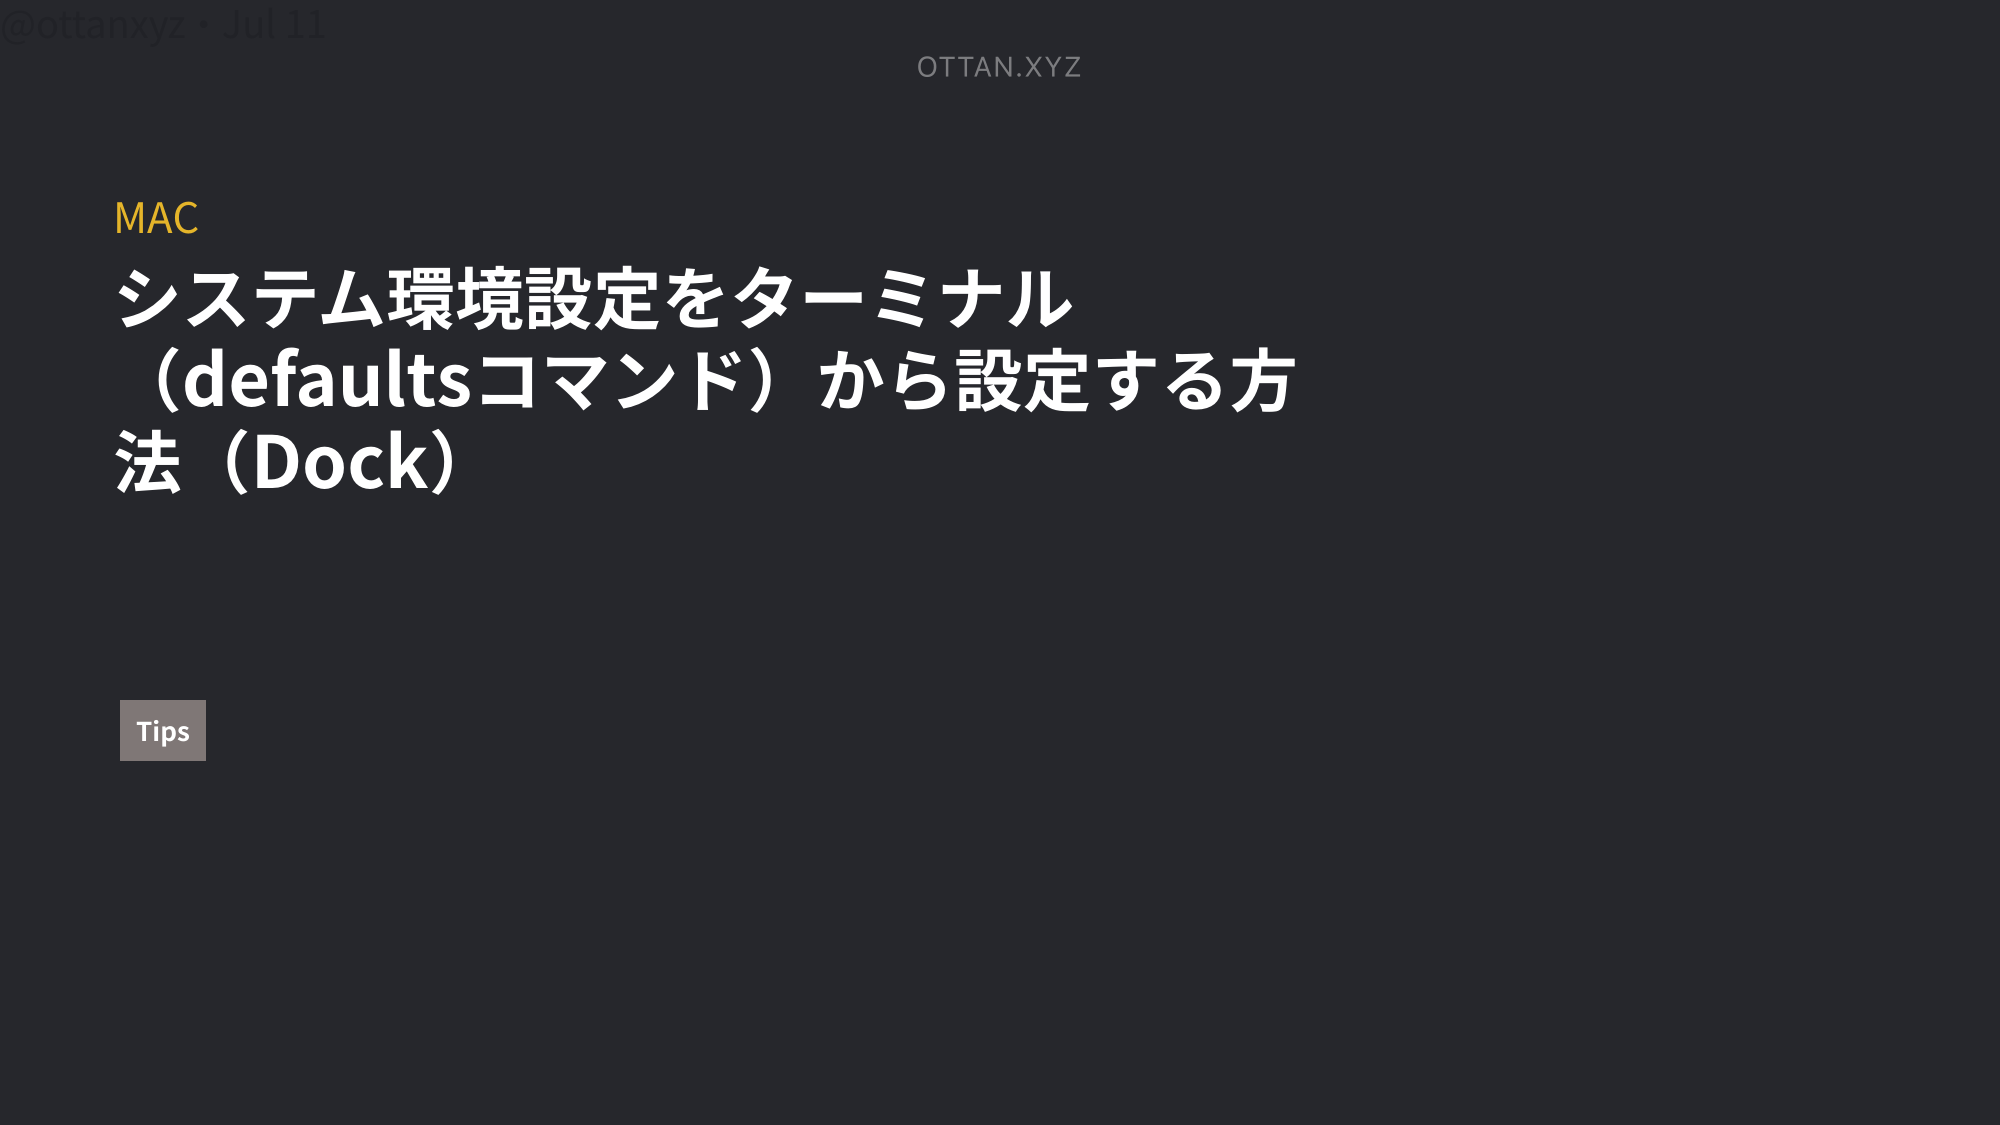 @ottanxyz・Jul 11
OTTAN.XYZ
MAC
システム環境設定をターミナル
（defaultsコマンド）から設定する方
法（Dock）
Tips